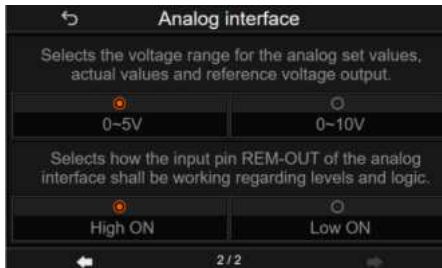 Analog interface
Selects the voltage range for the analog set values,
actual values and reference voltage output.
0~5V
0~10V
Selects how the input pin REM-OUT of the analog
interface shall be working regarding levels and logic.
High ON
Low ON
2 / 2